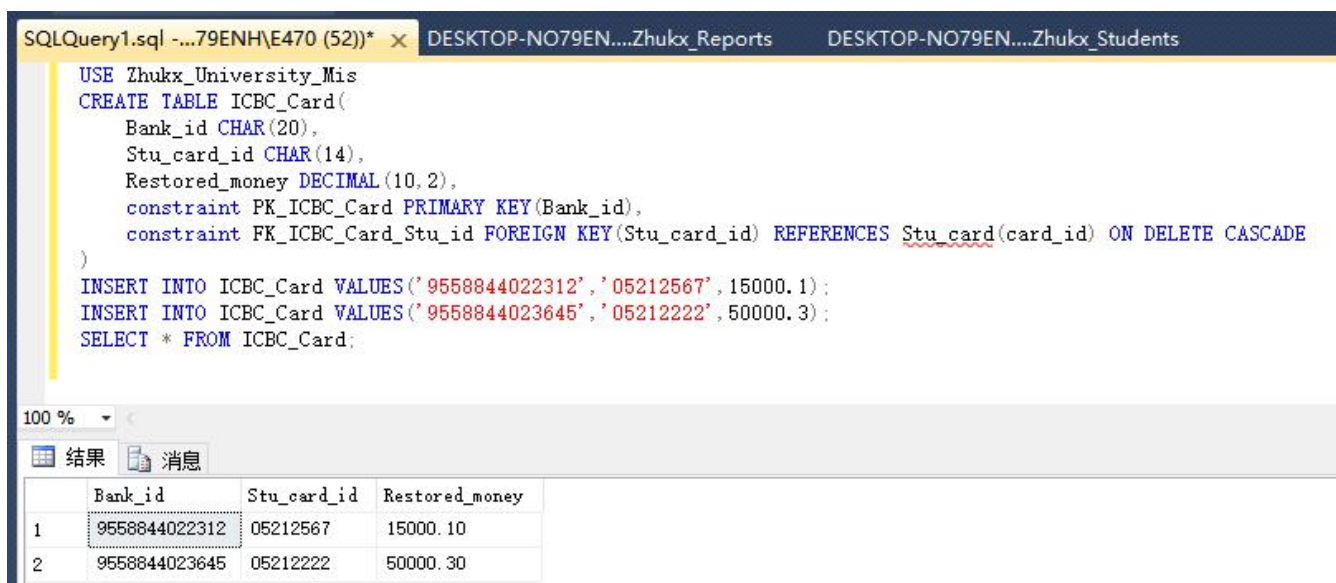 SQLQuery1.sql -...79ENH\E470 (52))* × DESKTOP-NO79EN....Zhukx_Reports DESKTOP-NO79EN....Zhukx_Students
USE Zhukx_University_Mis
CREATE TABLE ICBC_Card(
Bank_id CHAR(20),
Stu_card_id CHAR(14),
Restored_money DECIMAL(10,2),
constraint PK_ICBC_Card PRIMARY KEY(Bank_id),
constraint FK_ICBC_Card_Stu_id FOREIGN KEY(Stu_card_id) REFERENCES Stu_card(card_id) ON DELETE CASCADE
)
INSERT INTO ICBC_Card VALUES('9558844022312','05212567',15000.1);
INSERT INTO ICBC_Card VALUES('9558844023645','05212222',50000.3);
SELECT * FROM ICBC_Card;
100 %
结果 消息
Bank_id Stu_card_id Restored_money
1 9558844022312 05212567 15000.10
2 9558844023645 05212222 50000.30